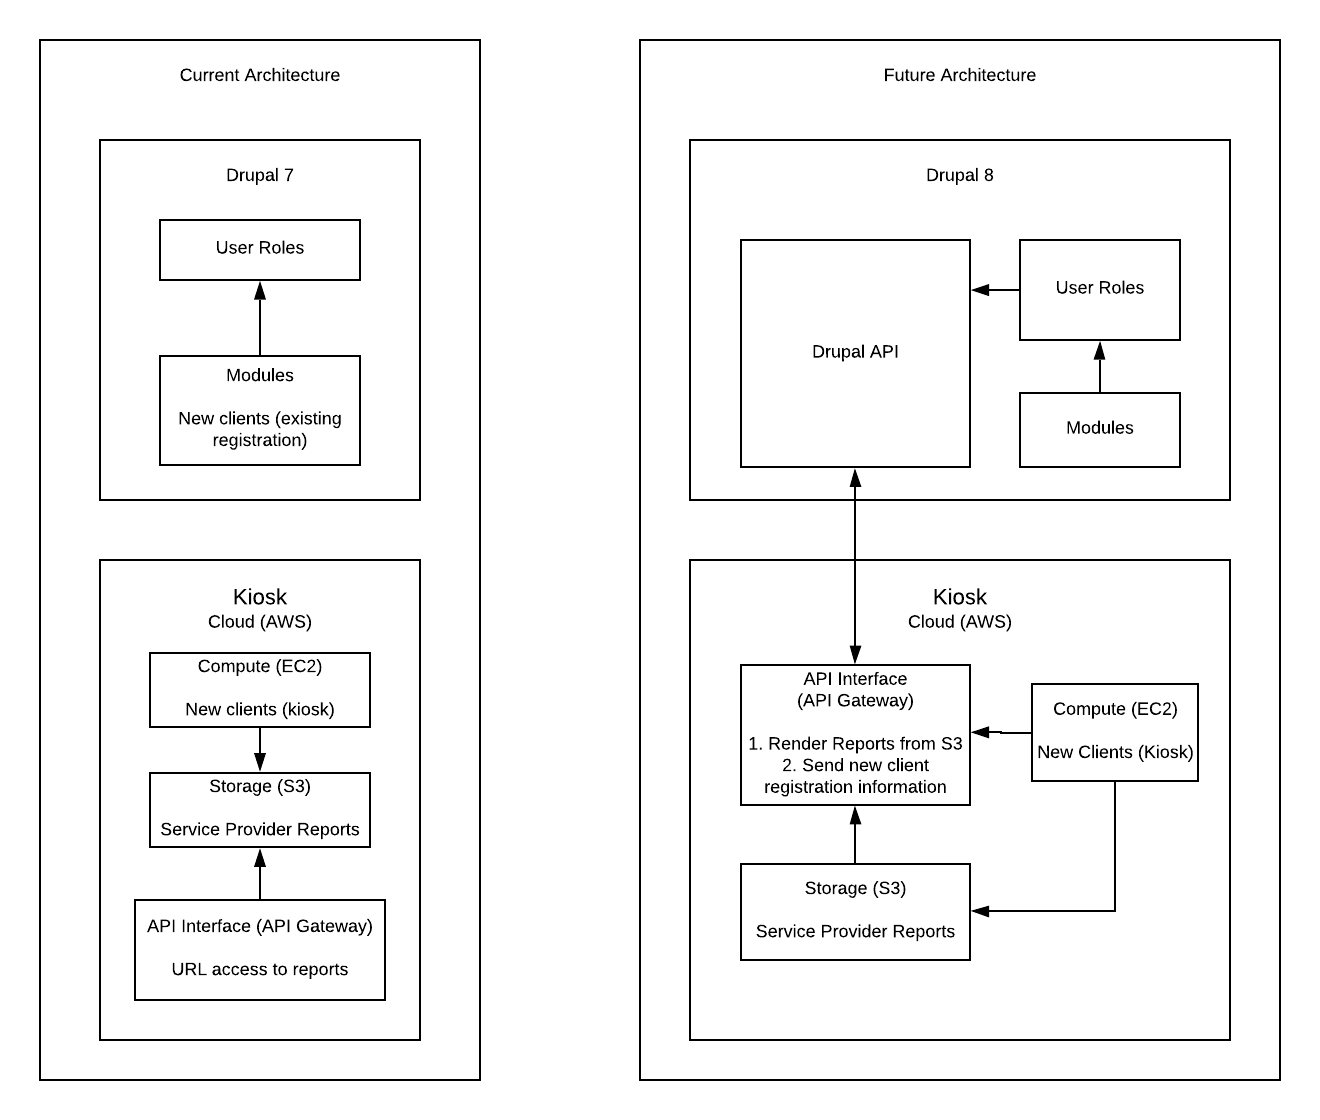 Current Architecture
Drupal 7
User Roles
Modules
New clients (existing
registration)
Kiosk
Cloud (AWS)
Compute (EC2)
New clients (kiosk)
Storage (S3)
Service Provider Reports
API Interface (API Gateway)
URL access to reports
Future Architecture
Drupal 8
Drupal API
User Roles
Modules
Kiosk
Cloud (AWS)
API Interface
(API Gateway)
1. Render Reports from S3
2. Send new client
registration information
Compute (EC2)
New Clients (Kiosk)
Storage (S3)
Service Provider Reports